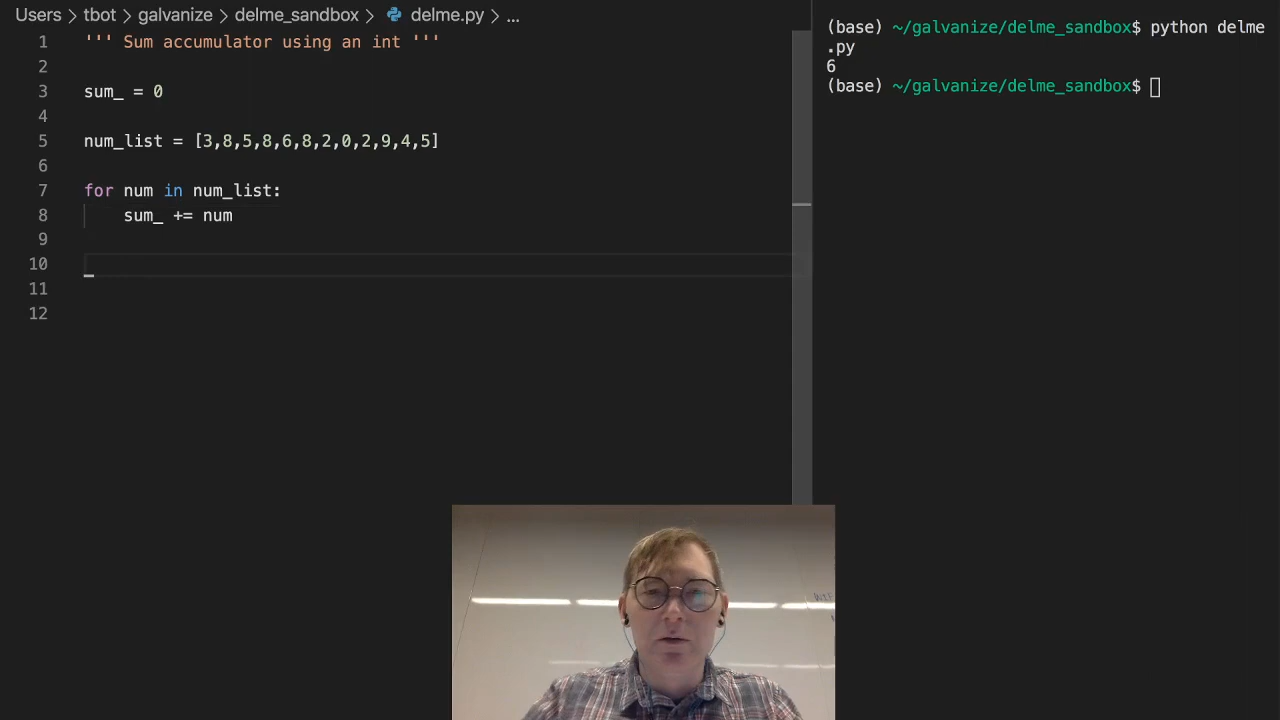 Users > tbot > galvanize > delme_sandbox > delme.py > ...
1 ''' Sum accumulator using an int '''
2
3 sum_ = 0
4
5 num_list = [3,8,5,8,6,8,2,0,2,9,4,5]
6
7 for num in num_list:
8 sum_ += num
9
10
11
12
(base) ~/galvanize/delme_sandbox$ python delme
.py
6
(base) ~/galvanize/delme_sandbox$